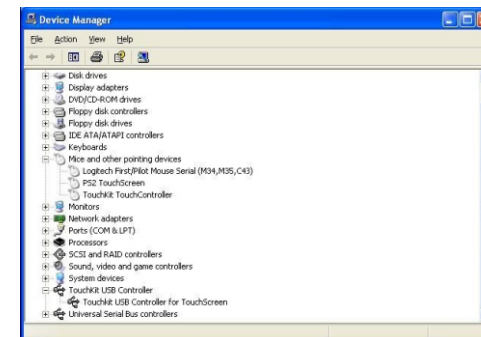 Device Manager
File Action View Help
Disk drives
Display adapters
DVD/CD-ROM drives
Floppy disk controllers
Floppy disk drives
IDE ATA/ATAPI controllers
Keyboards
Mice and other pointing devices
Logitech First/Pilot Mouse Serial (M34,M35,C43)
PS2 TouchScreen
TouchKit TouchController
Monitors
Network adapters
Ports (COM & LPT)
Processors
SCSI and RAID controllers
Sound, video and game controllers
System devices
TouchKit USB Controller
Touchkit USB Controller for TouchScreen
Universal Serial Bus controllers